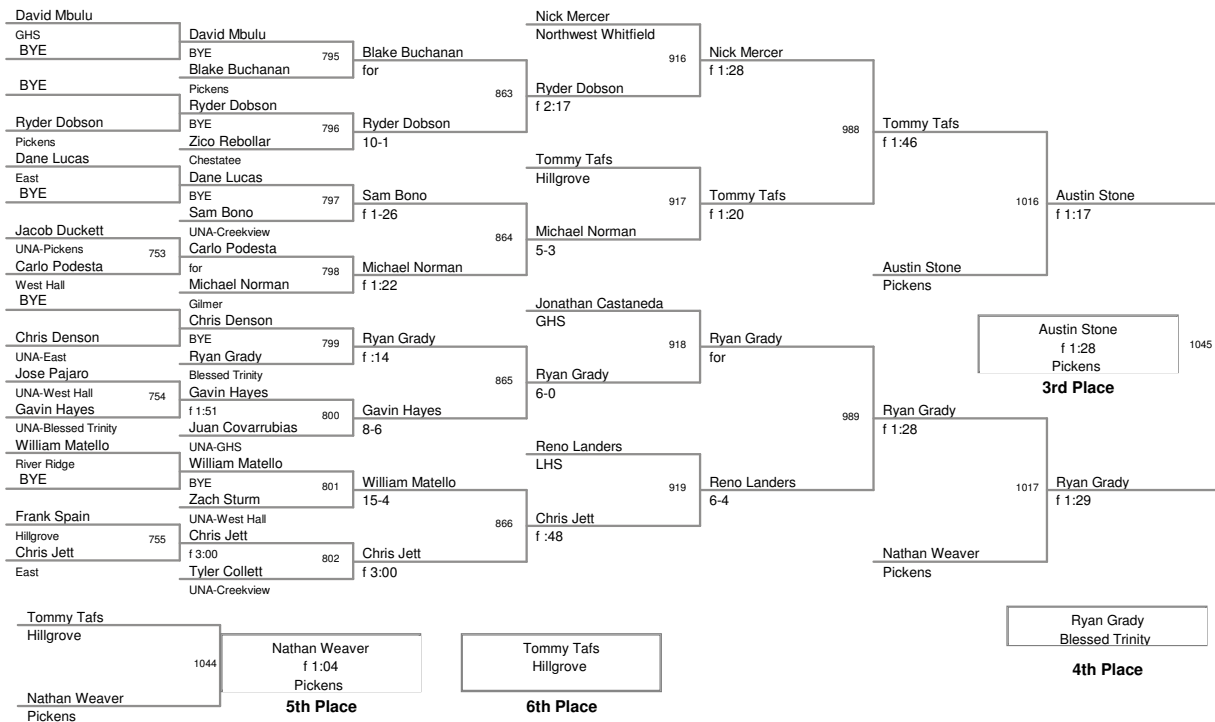 David Mbulu
GHS
BYE
BYE
Ryder Dobson
Pickens
Dane Lucas
East
BYE
Jacob Duckett
UNA-Pickens
753
Carlo Podesta
West Hall
BYE
Chris Denson
UNA-East
Jose Pajaro
UNA-West Hall
754
Gavin Hayes
UNA-Blessed Trinity
William Matello
River Ridge
BYE
Frank Spain
Hillgrove
755
Chris Jett
East
David Mbulu
BYE
795
Blake Buchanan
Pickens
Ryder Dobson
BYE
796
Zico Rebollar
Chestatee
Dane Lucas
BYE
797
Sam Bono
UNA-Creekview
Carlo Podesta
for
798
Michael Norman
Gilmer
Chris Denson
BYE
799
Ryan Grady
Blessed Trinity
Gavin Hayes
f 1:51
800
Juan Covarrubias
UNA-GHS
William Matello
BYE
801
Zach Sturm
UNA-West Hall
Chris Jett
f 3:00
802
Tyler Collett
UNA-Creekview
Blake Buchanan
for
863
Ryder Dobson
10-1
Sam Bono
f 1-26
864
Michael Norman
f 1:22
Ryan Grady
f :14
865
Gavin Hayes
8-6
William Matello
15-4
866
Chris Jett
f 3:00
Nick Mercer
Northwest Whitfield
916
Ryder Dobson
f 2:17
Tommy Tafs
Hillgrove
917
Michael Norman
5-3
Jonathan Castaneda
GHS
918
Ryan Grady
6-0
Reno Landers
LHS
919
Chris Jett
f :48
Nick Mercer
f 1:28
988
Tommy Tafs
f 1:20
Ryan Grady
for
989
Reno Landers
6-4
Tommy Tafs
f 1:46
1016
Austin Stone
Pickens
Ryan Grady
f 1:28
1017
Nathan Weaver
Pickens
Austin Stone
f 1:17
Austin Stone
f 1:28
Pickens
1045
3rd Place
Ryan Grady
f 1:29
Ryan Grady
Blessed Trinity
4th Place
Tommy Tafs
Hillgrove
1044
Nathan Weaver
Pickens
Nathan Weaver
f 1:04
Pickens
5th Place
Tommy Tafs
Hillgrove
6th Place